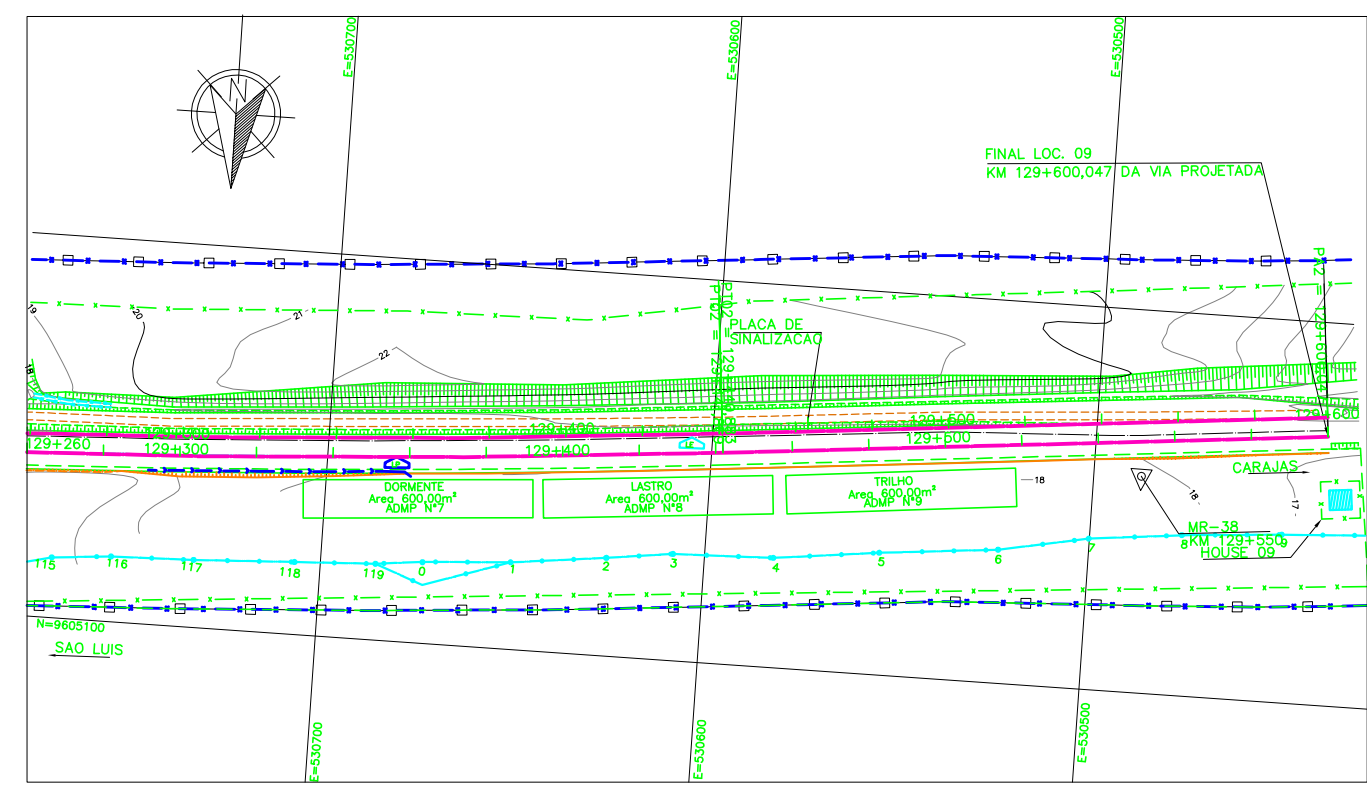 E=530700
E=530600
E=530500
N
FINAL LOC. 09
KM 129+600,047 DA VIA PROJETADA
19
20
21
22
18
PLACA DE
SINALIZACAO
129+260
129+300
129+400
129+400
129+500
129+500
129+600
DORMENTE
Area 600,00m²
ADMP N°7
LASTRO
Area 600,00m²
ADMP N°8
TRILHO
Area 600,00m²
ADMP N°9
18
18
17
CARAJAS
MR-38
KM 129+550
HOUSE 09
115
116
117
118
119
0
1
2
3
4
5
6
7
8
9
N=9605100
SAO LUIS
E=530700
E=530600
E=530500